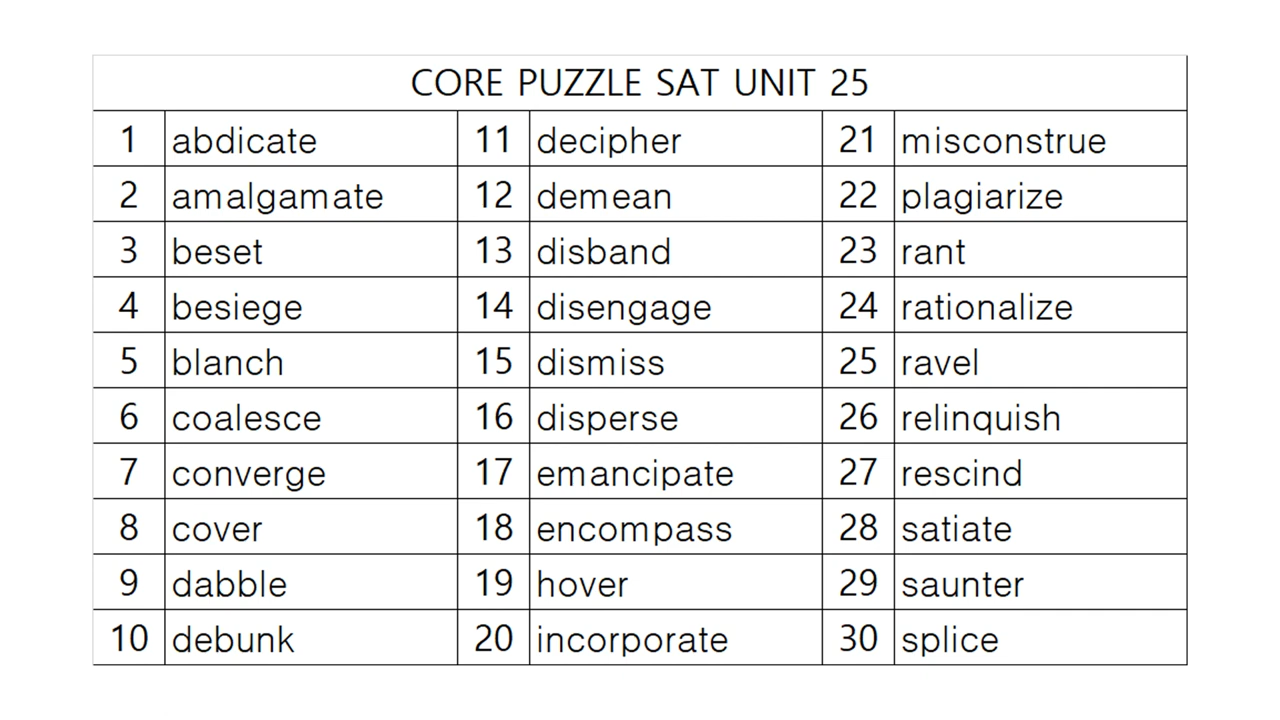 CORE PUZZLE SAT UNIT 25
1 abdicate 11 decipher 21 misconstrue
2 amalgamate 12 demean 22 plagiarize
3 beset 13 disband 23 rant
4 besiege 14 disengage 24 rationalize
5 blanch 15 dismiss 25 ravel
6 coalesce 16 disperse 26 relinquish
7 converge 17 emancipate 27 rescind
8 cover 18 encompass 28 satiate
9 dabble 19 hover 29 saunter
10 debunk 20 incorporate 30 splice